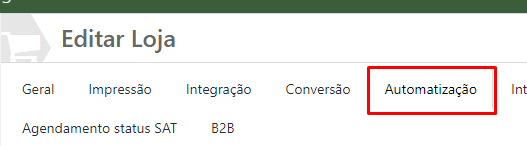 Editar Loja
Geral Impressão Integração Conversão Automatização Int
Agendamento status SAT B2B